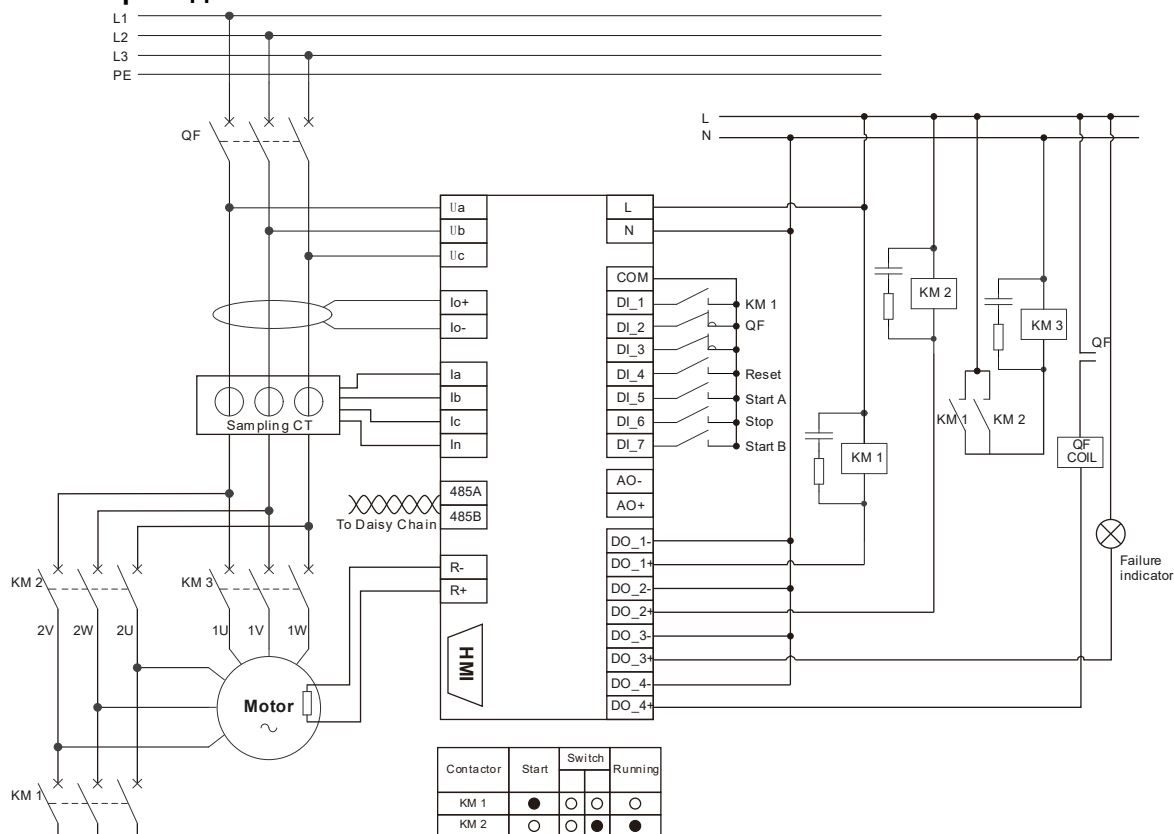 L1
L2
L3
PE
QF
L
N
Ua
Ub
Uc
Io+
Io-
Ia
Ib
Ic
In
Sampling CT
485A
485B
To Daisy Chain
R-
R+
HMI
L
N
COM
DI_1
KM 1
DI_2
QF
DI_3
DI_4
Reset
DI_5
Start A
DI_6
Stop
DI_7
Start B
AO-
AO+
DO_1-
DO_1+
DO_2-
DO_2+
DO_3-
DO_3+
DO_4-
DO_4+
KM 1
KM 2
KM 3
KM 1
KM 2
QF
QF
COIL
Failure
indicator
KM 2
KM 3
2V
2W
2U
1U
1V
1W
Motor
KM 1
Contactor
Start
Switch
Running
KM 1
KM 2